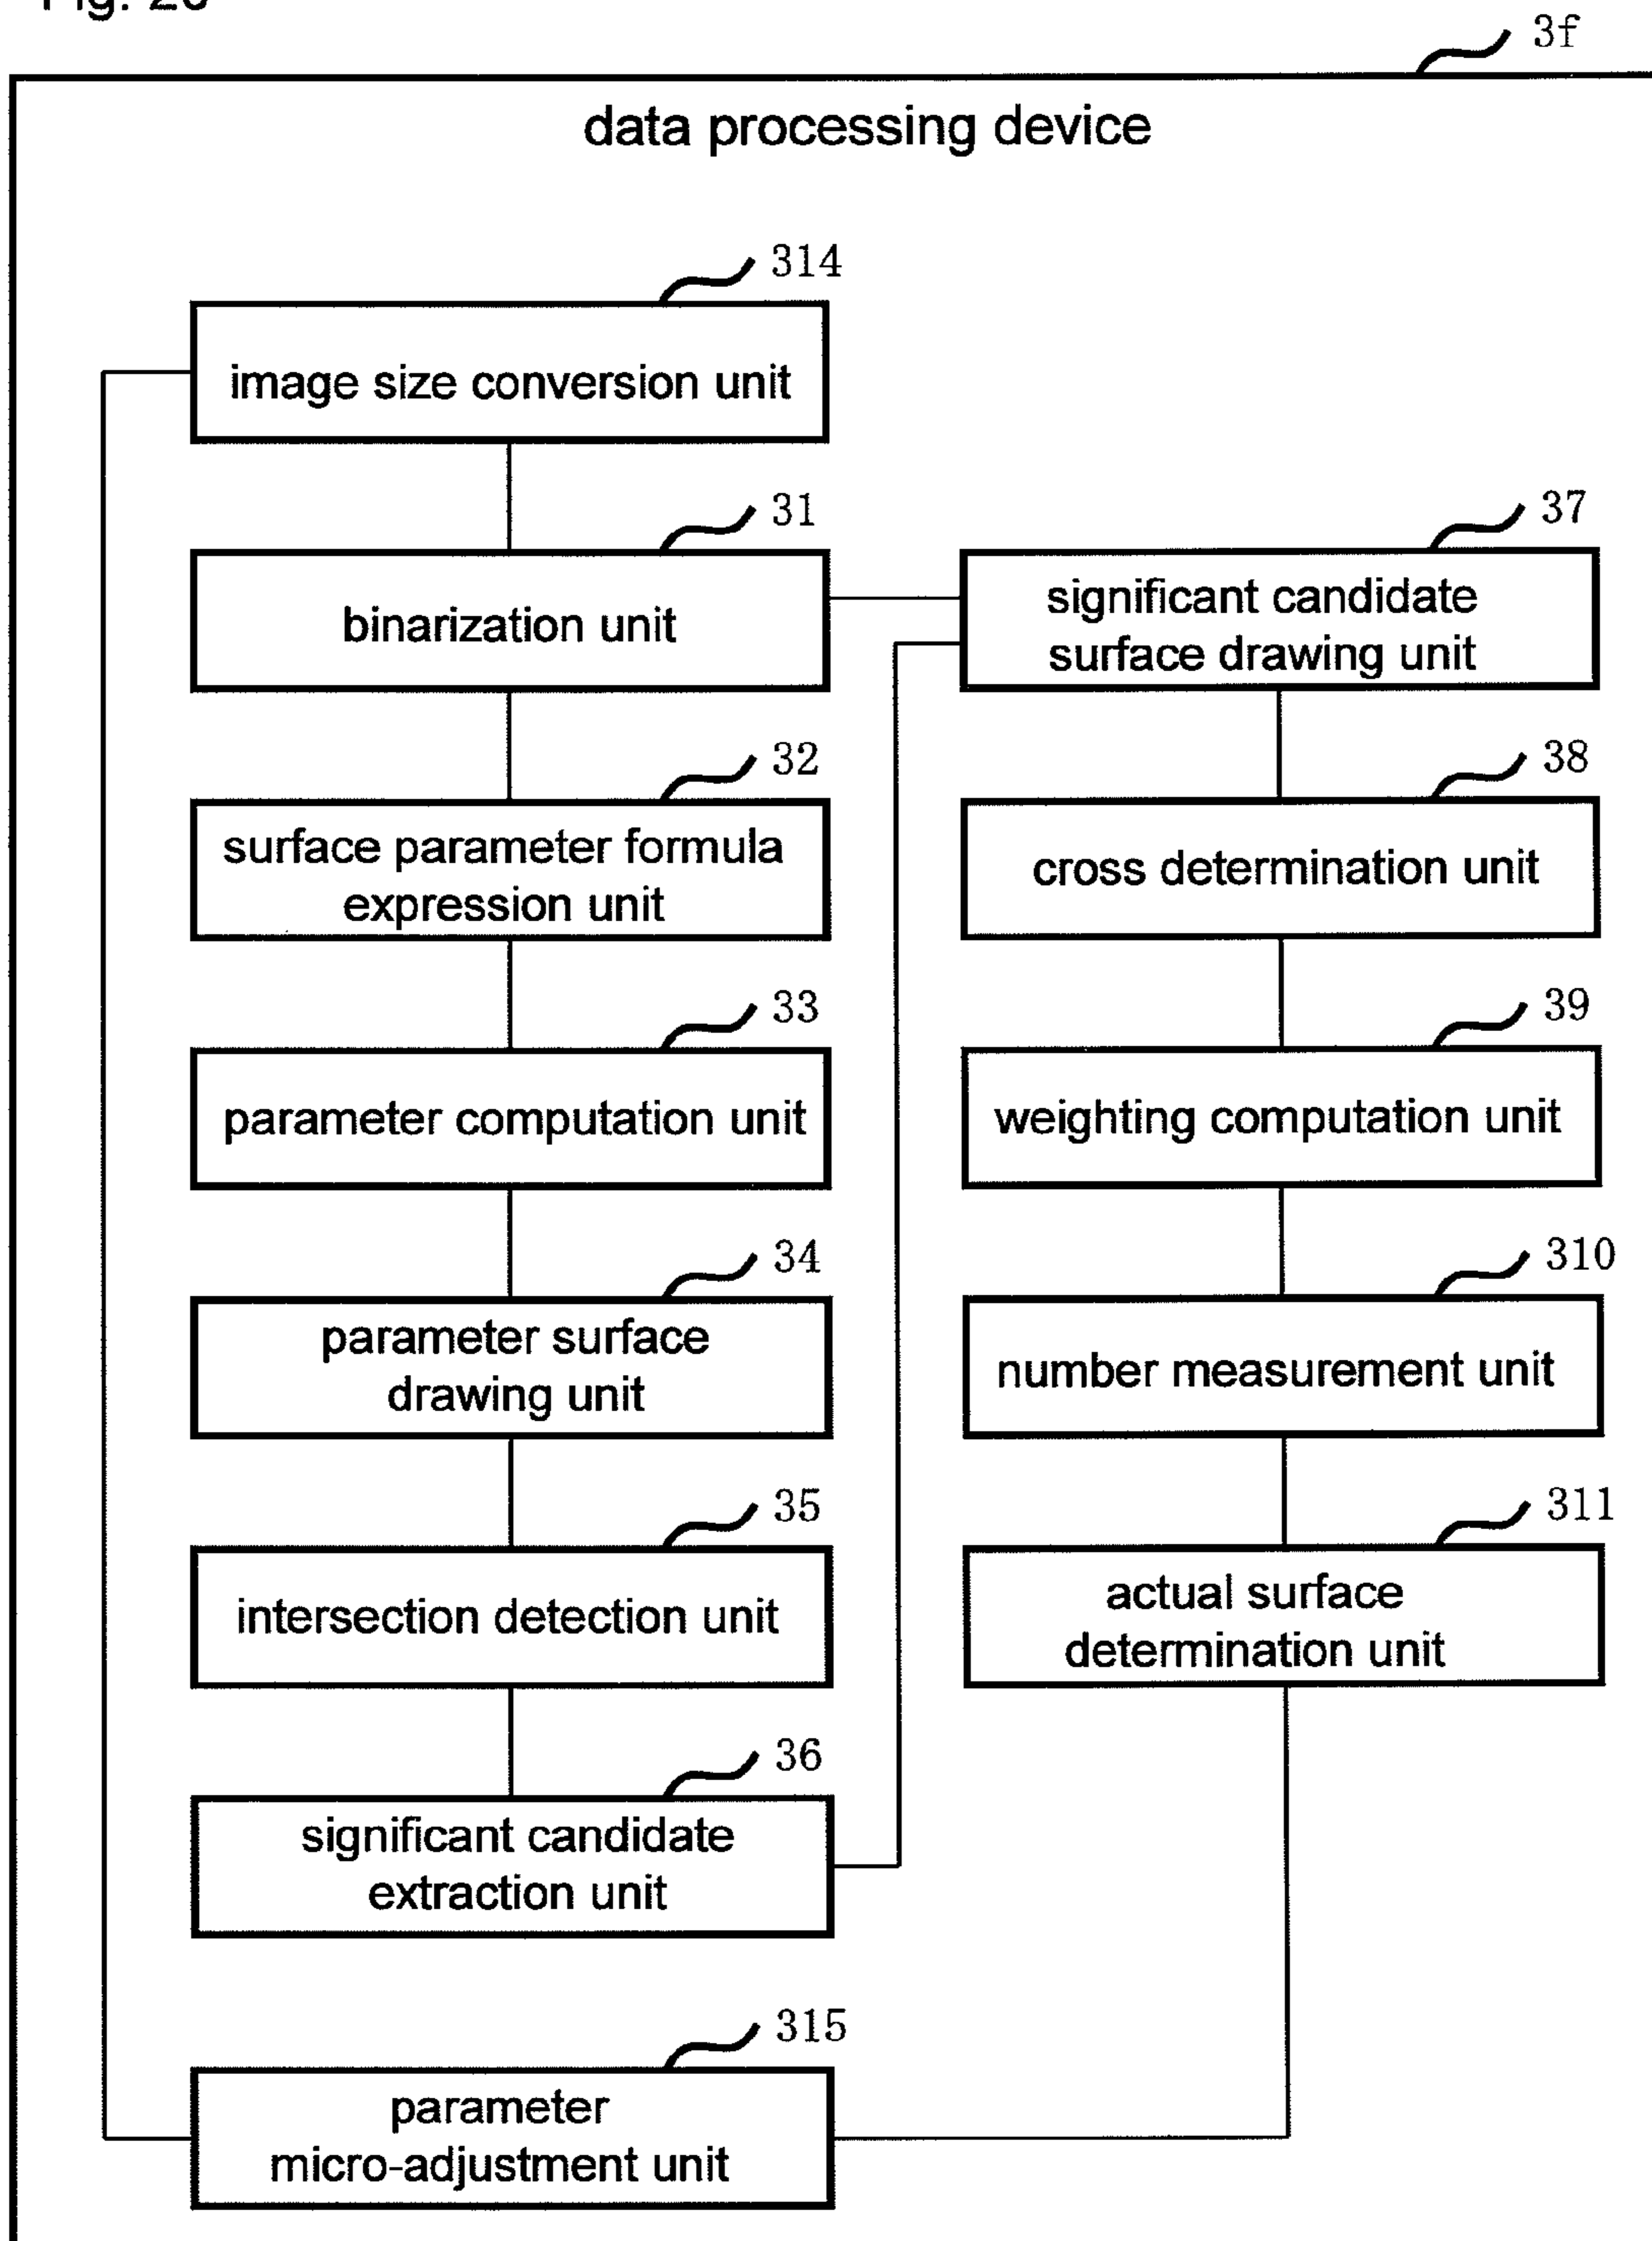 3f
data processing device
314
image size conversion unit
31
binarization unit
32
surface parameter formula
expression unit
33
parameter computation unit
34
parameter surface
drawing unit
35
intersection detection unit
36
significant candidate
extraction unit
315
parameter
micro-adjustment unit
37
significant candidate
surface drawing unit
38
cross determination unit
39
weighting computation unit
310
number measurement unit
311
actual surface
determination unit